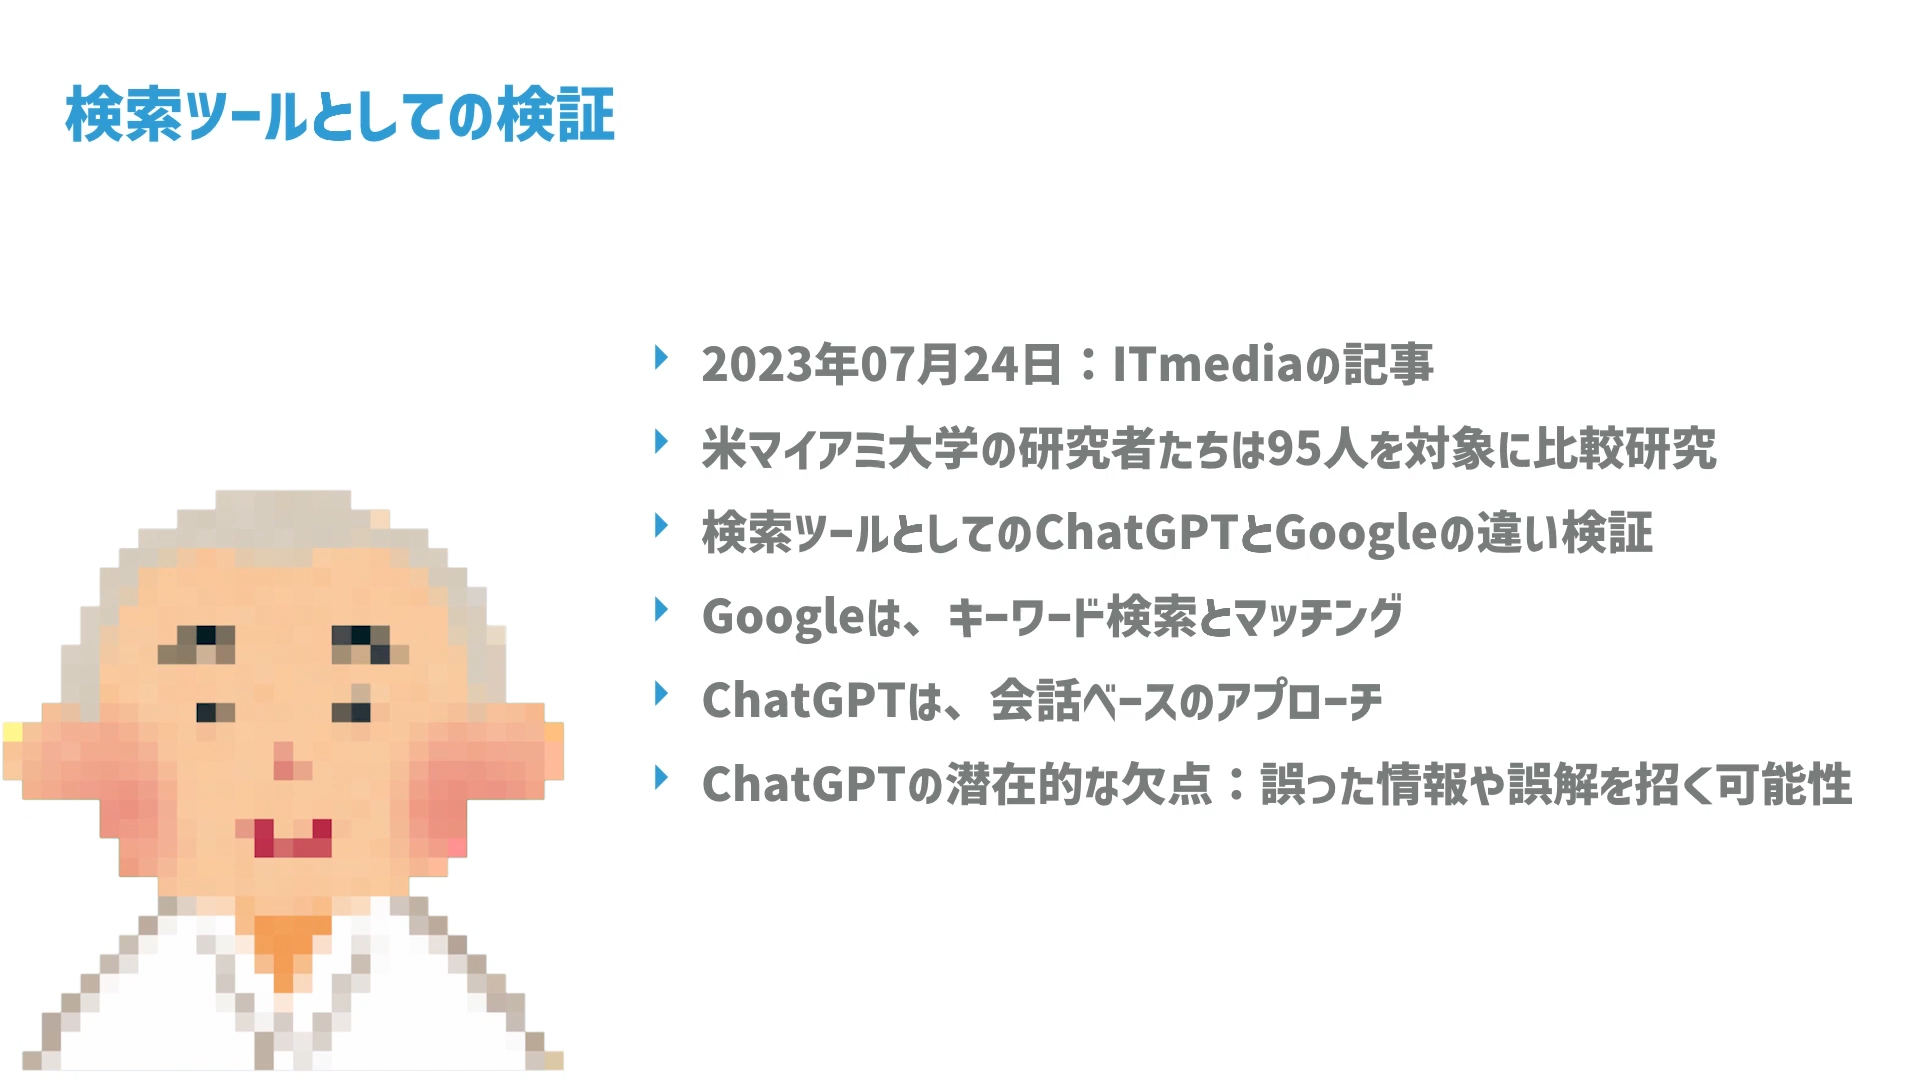 検索ツールとしての検証
2023年07月24日：ITmediaの記事
米マイアミ大学の研究者たちは95人を対象に比較研究
検索ツールとしてのChatGPTとGoogleの違い検証
Googleは、キーワード検索とマッチング
ChatGPTは、会話ベースのアプローチ
ChatGPTの潜在的な欠点：誤った情報や誤解を招く可能性